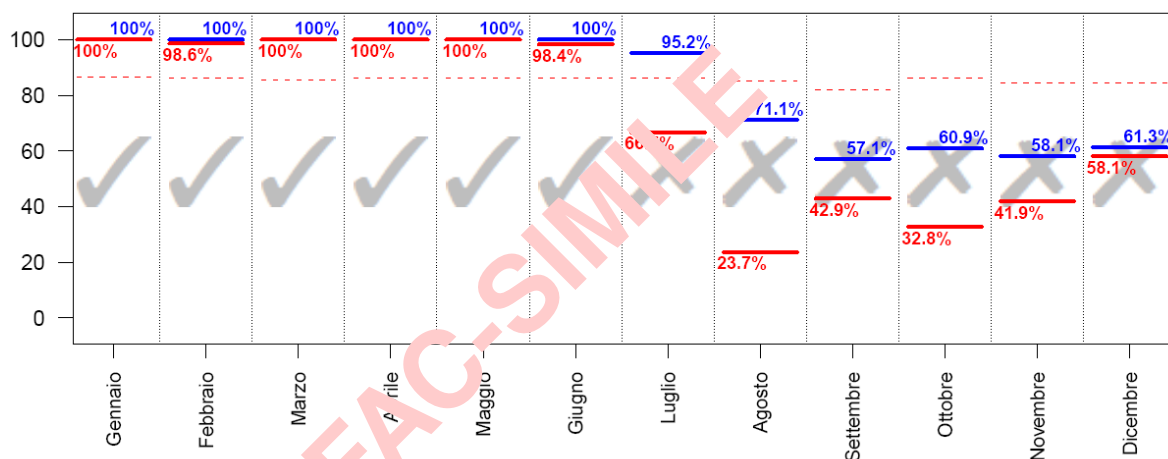 100% 100% 100% 100% 100% 100% 95.2% 71.1% 57.1% 60.9% 58.1% 61.3%
100% 98.6% 100% 100% 100% 98.4% 23.7% 42.9% 32.8% 41.9% 58.1%
100
80
60
40
20
0
Gennaio
Febbraio
Marzo
Aprile
Maggio
Giugno
Luglio
Agosto
Settembre
Ottobre
Novembre
Dicembre
FAC-SIMILE